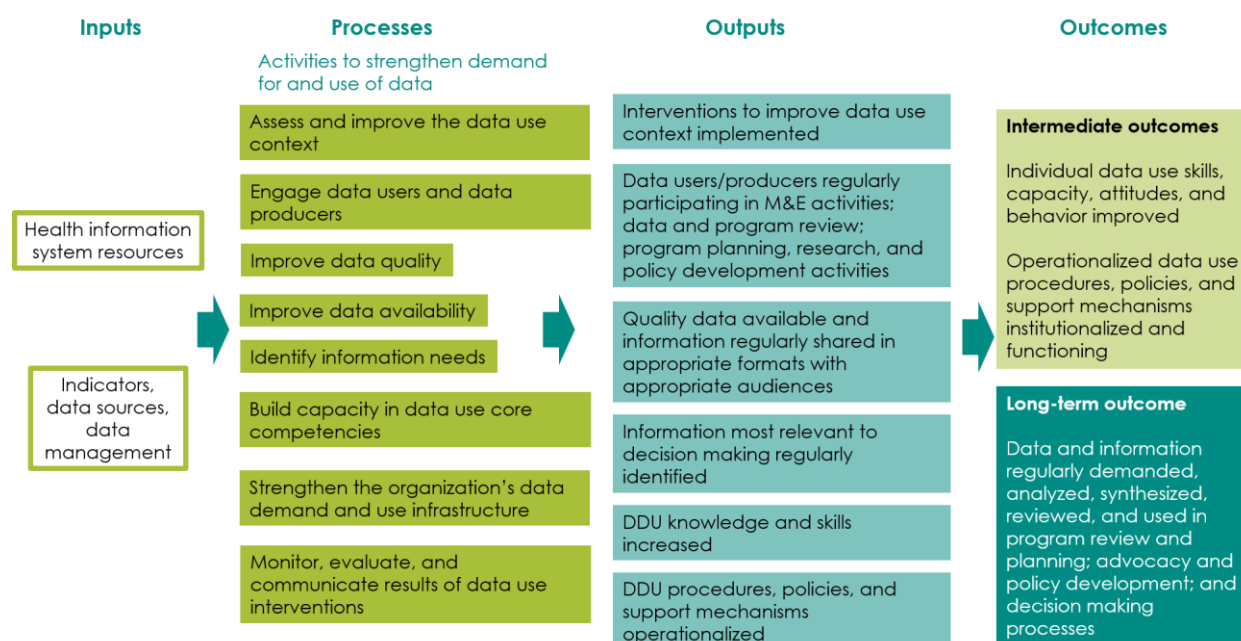 Inputs
Processes
Outputs
Outcomes
Activities to strengthen demand
for and use of data
Health information
system resources
Indicators,
data sources,
data
management
Assess and improve the data use
context
Engage data users and data
producers
Improve data quality
Improve data availability
Identify information needs
Build capacity in data use core
competencies
Strengthen the organization's data
demand and use infrastructure
Monitor, evaluate, and
communicate results of data use
interventions
Interventions to improve data use
context implemented
Data users/producers regularly
participating in M&E activities;
data and program review;
program planning, research, and
policy development activities
Quality data available and
information regularly shared in
appropriate formats with
appropriate audiences
Information most relevant to
decision making regularly
identified
DDU knowledge and skills
increased
DDU procedures, policies, and
support mechanisms
operationalized
Intermediate outcomes
Individual data use skills,
capacity, attitudes, and
behavior improved
Operationalized data use
procedures, policies, and
support mechanisms
institutionalized and
functioning
Long-term outcome
Data and information
regularly demanded,
analyzed, synthesized,
reviewed, and used in
program review and
planning; advocacy and
policy development; and
decision making
processes